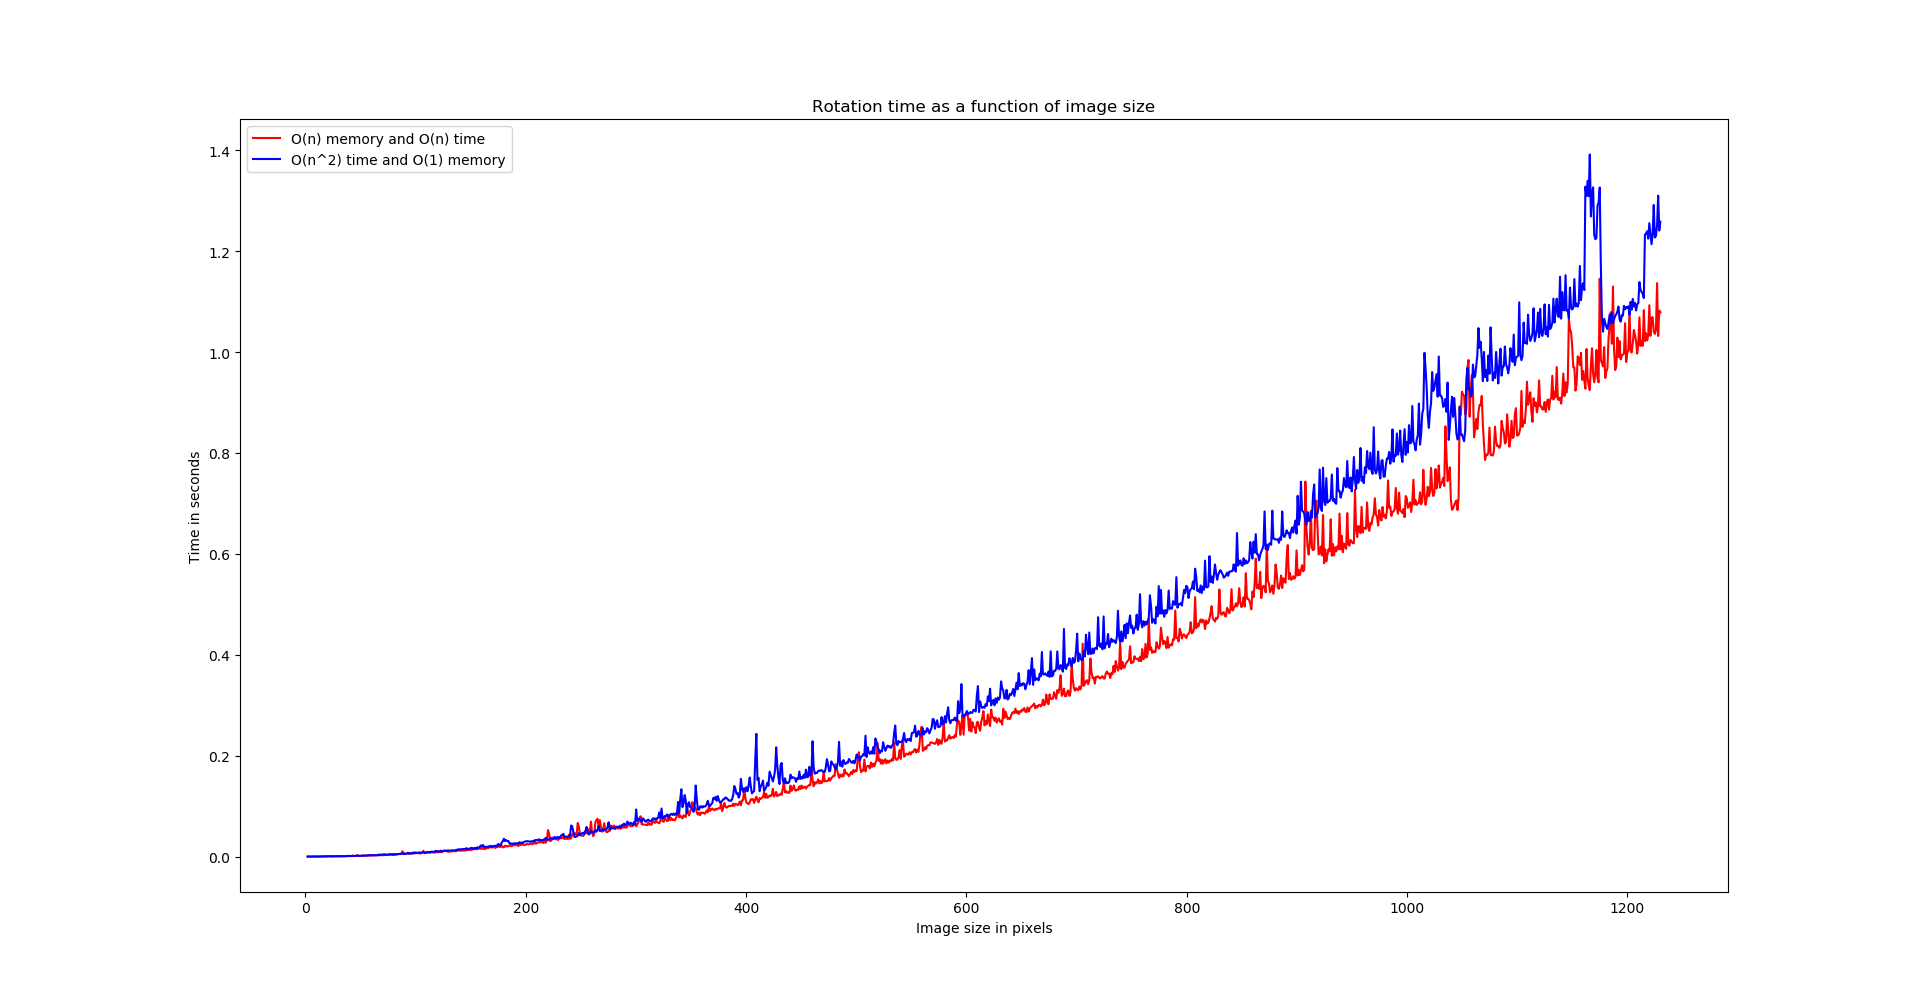 Rotation time as a function of image size
O(n) memory and O(n) time
O(n^2) time and O(1) memory
1.4
1.2
1.0
0.8
0.6
0.4
0.2
0.0
Time in seconds
0 200 400 600 800 1000 1200
Image size in pixels